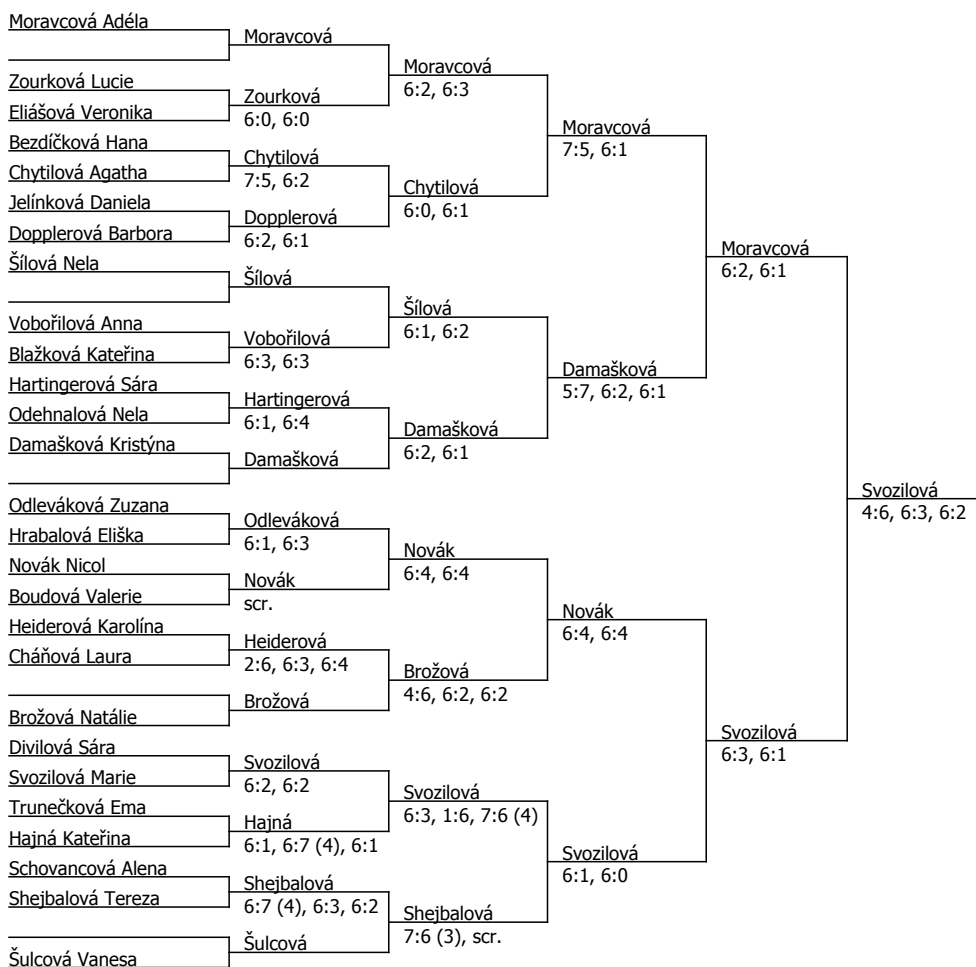 Moravcová Adéla
Moravcová
Moravcová
6:2, 6:3
Zourková Lucie
Zourková
6:0, 6:0
Eliášová Veronika
Moravcová
7:5, 6:1
Bezdíčková Hana
Chytilová
7:5, 6:2
Chytilová Agatha
Chytilová
6:0, 6:1
Jelínková Daniela
Dopplerová
6:2, 6:1
Dopplerová Barbora
Moravcová
6:2, 6:1
Šílová Nela
Šílová
Šílová
6:1, 6:2
Vobořilová Anna
Vobořilová
6:3, 6:3
Blažková Kateřina
Damašková
5:7, 6:2, 6:1
Hartingerová Sára
Hartingerová
6:1, 6:4
Odehnalová Nela
Damašková
6:2, 6:1
Damašková Kristýna
Damašková
Svozilová
4:6, 6:3, 6:2
Odleváková Zuzana
Odleváková
6:1, 6:3
Hrabalová Eliška
Novák
6:4, 6:4
Novák Nicol
Novák
scr.
Boudová Valerie
Novák
6:4, 6:4
Heiderová Karolína
Heiderová
2:6, 6:3, 6:4
Cháňová Laura
Brožová
4:6, 6:2, 6:2
Brožová
Brožová Natálie
Svozilová
6:3, 6:1
Divilová Sára
Svozilová
6:2, 6:2
Svozilová Marie
Svozilová
6:3, 1:6, 7:6 (4)
Trunečková Ema
Hajná
6:1, 6:7 (4), 6:1
Hajná Kateřina
Svozilová
6:1, 6:0
Schovancová Alena
Shejbalová
6:7 (4), 6:3, 6:2
Shejbalová Tereza
Shejbalová
7:6 (3), scr.
Šulcová
Šulcová Vanesa